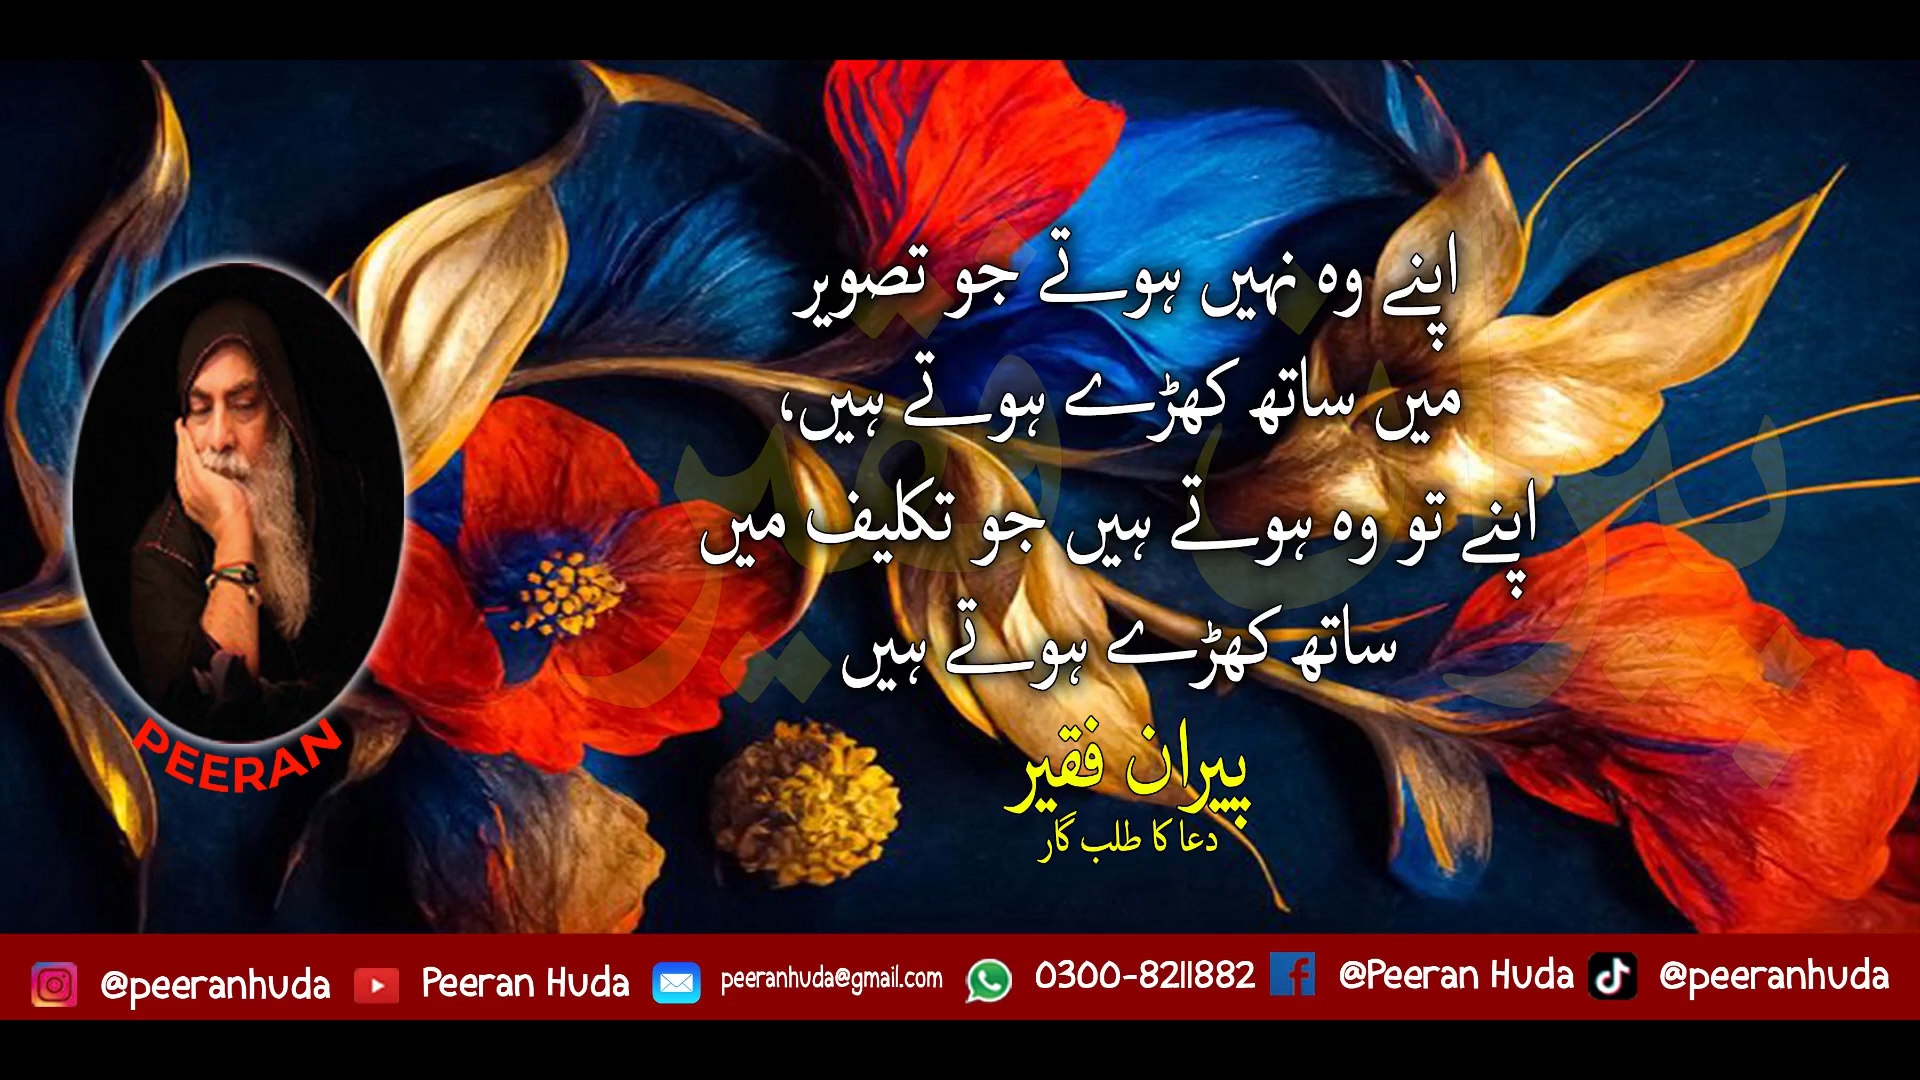 اپنے وہ نہیں ہوتے جو تصویر
میں ساتھ کھڑے ہوتے ہیں،
اپنے تو وہ ہوتے ہیں جو تکلیف میں
ساتھ کھڑے ہوتے ہیں
پیران فقیر
دعا کا طلب گار
پیران فقیر
PEERAN
@peeranhuda Peeran Huda peeranhuda@gmail.com 0300-8211882 @Peeran Huda @peeranhuda